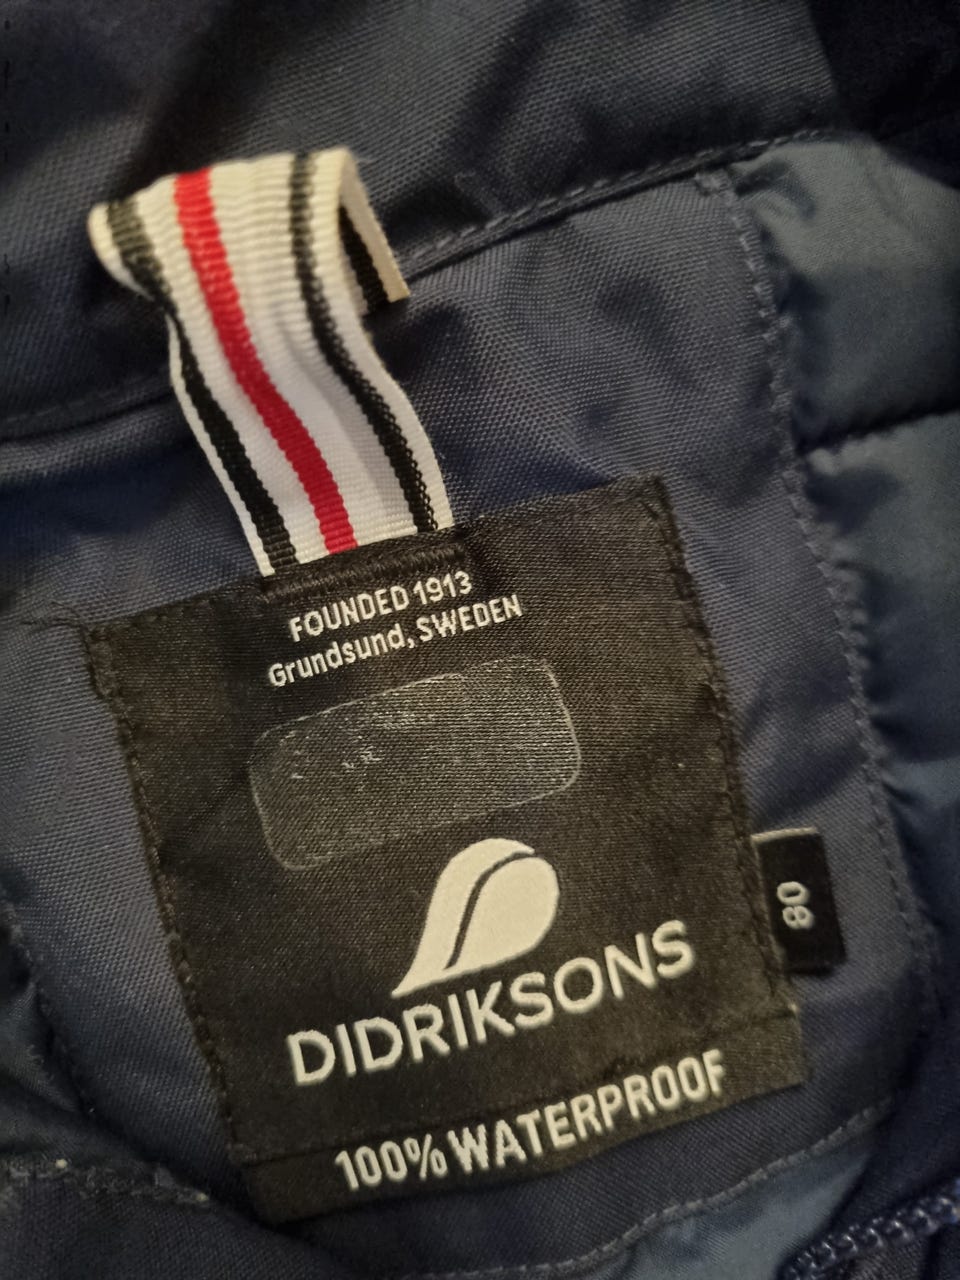 FOUNDED 1913
Grundsund, SWEDEN
DIDRIKSONS
80
100% WATERPROOF